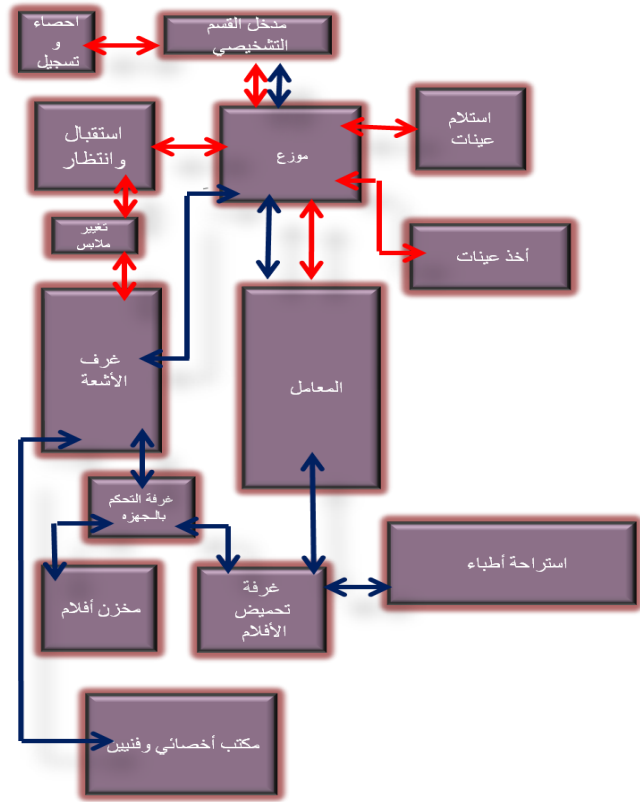 احصاء
و
تسجيل
مدخل القسم
التشخيصي
استقبال
وانتظار
موزع
استلام
عينات
تغيير
ملابس
أخذ عينات
غرف
الأشعة
المعامل
غرفة التحكم
بالجهزه
استراحة أطباء
مخزن أفلام
غرفة
تحميض
الأفلام
مكتب أخصائي وفنيين